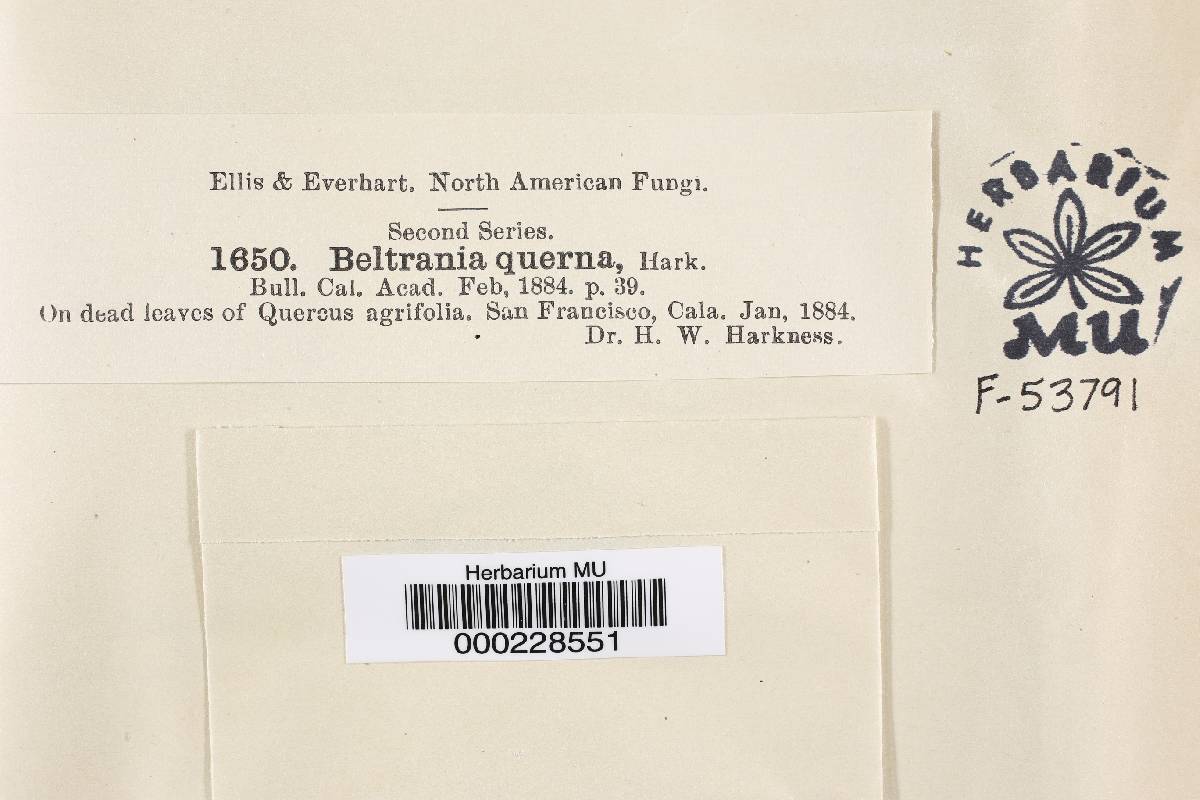 Ellis & Everhart. North American Fungi.
Second Series.
1650. Beltrania querna, Hark.
Bull. Cal. Acad. Feb, 1884. p. 39.
On dead leaves of Quercus agrifolia. San Francisco, Cala. Jan, 1884.
Dr. H. W. Harkness.
HERBARIUM
MU
F-53791
Herbarium MU
000228551